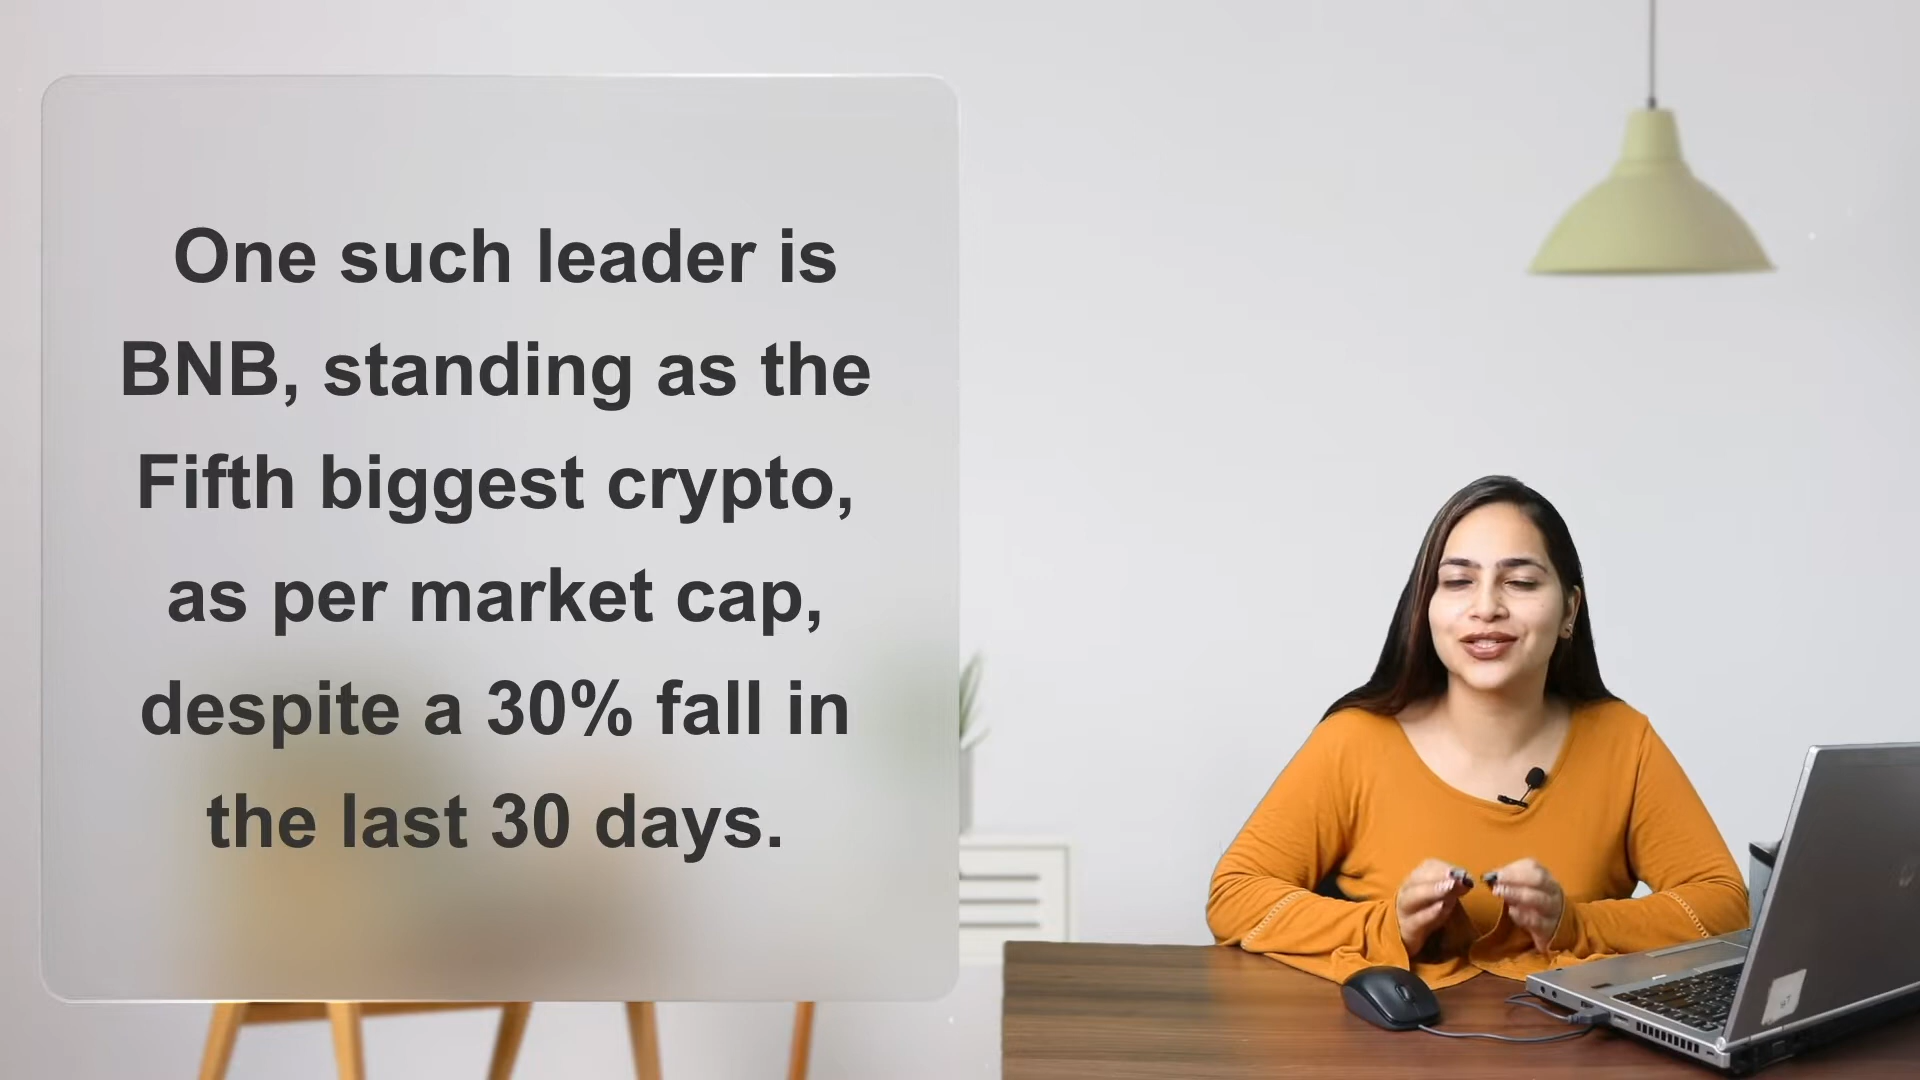 One such leader is
BNB, standing as the
Fifth biggest crypto,
as per market cap,
despite a 30% fall in
the last 30 days.